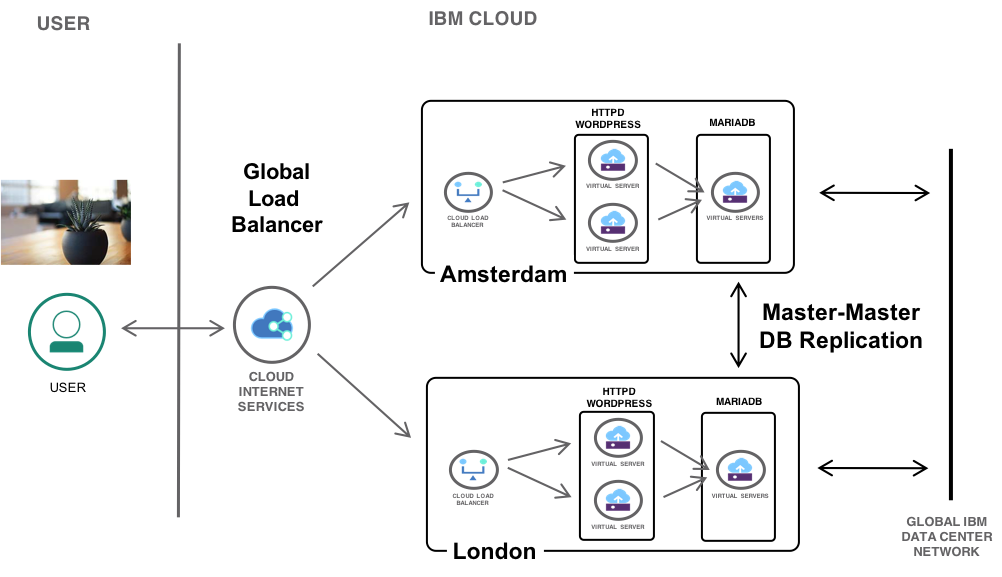 USER
IBM CLOUD
Global
Load
Balancer
USER
CLOUD
INTERNET
SERVICES
HTTPD
WORDPRESS
MARIADB
VIRTUAL SERVER
CLOUD LOAD
BALANCER
VIRTUAL SERVERS
VIRTUAL SERVER
Amsterdam
Master-Master
DB Replication
HTTPD
WORDPRESS
MARIADB
VIRTUAL SERVER
CLOUD LOAD
BALANCER
VIRTUAL SERVERS
VIRTUAL SERVER
London
GLOBAL IBM
DATA CENTER
NETWORK